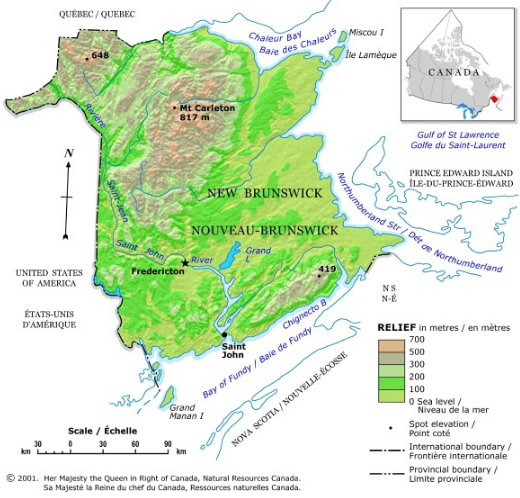 QUÉBEC / QUEBEC
Chaleur Bay
Baie des Chaleurs
Miscou I
Île Lamèque
648
Mt Carleton
817 m
CANADA
Gulf of St Lawrence
Golfe du Saint-Laurent
Rivière
Saint-Jean
N
PRINCE EDWARD ISLAND
ÎLE-DU-PRINCE-ÉDWARD
NEW BRUNSWICK
NOUVEAU-BRUNSWICK
Northumberland Str / Dét de Northumberland
Saint John
River
Grand
L
Fredericton
UNITED STATES
OF AMERICA
419
N S
N-É
ÉTATS-UNIS
D'AMÉRIQUE
Chignecto B
Saint
John
Bay of Fundy / Baie de Fundy
NOVA SCOTIA / NOUVELLE-ÉCOSSE
Grand
Manan I
RELIEF in metres / en mètres
700
500
300
200
100
0 Sea level /
Niveau de la mer
Spot elevation /
Point coté
International boundary /
Frontière internationale
Provincial boundary /
Limite provinciale
Scale / Échelle
km km
30 0 30 60 90
© 2001. Her Majesty the Queen in Right of Canada, Natural Resources Canada.
Sa Majesté la Reine du chef du Canada, Ressources naturelles Canada.